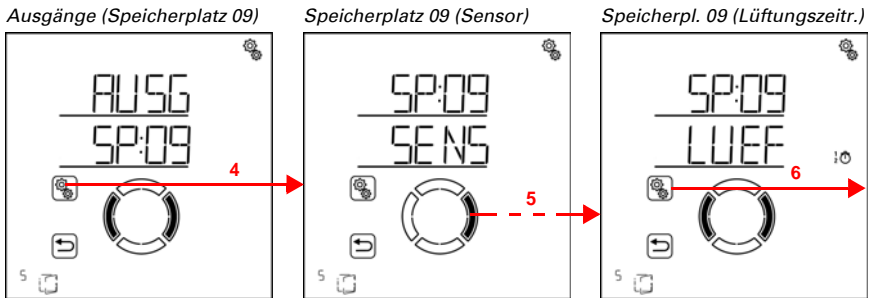 Ausgänge (Speicherplatz 09)
AUSG
SP:09
4
5
Speicherplatz 09 (Sensor)
SP:09
SENS
5
5
Speicherpl. 09 (Lüftungszeitr.)
SP:09
LUEF
1
6
5